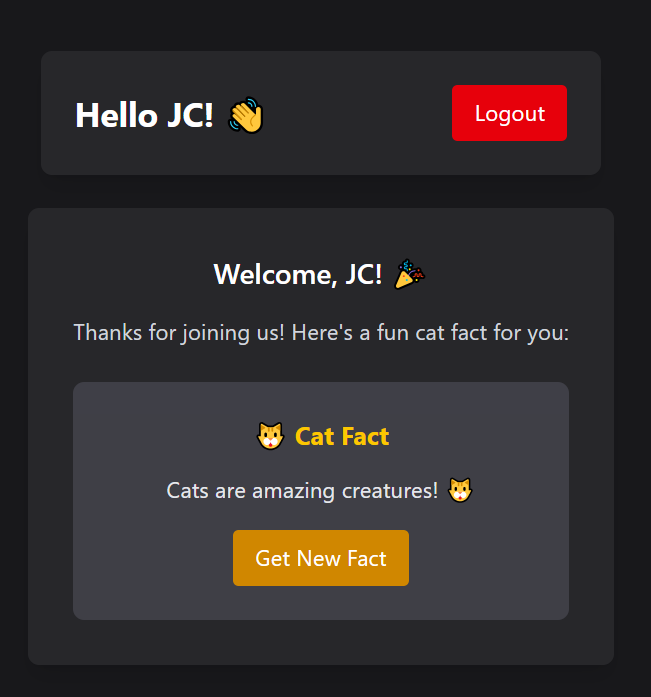 Hello JC! 👋
Logout
Welcome, JC! 🎉
Thanks for joining us! Here's a fun cat fact for you:
🐱 Cat Fact
Cats are amazing creatures! 🐱
Get New Fact